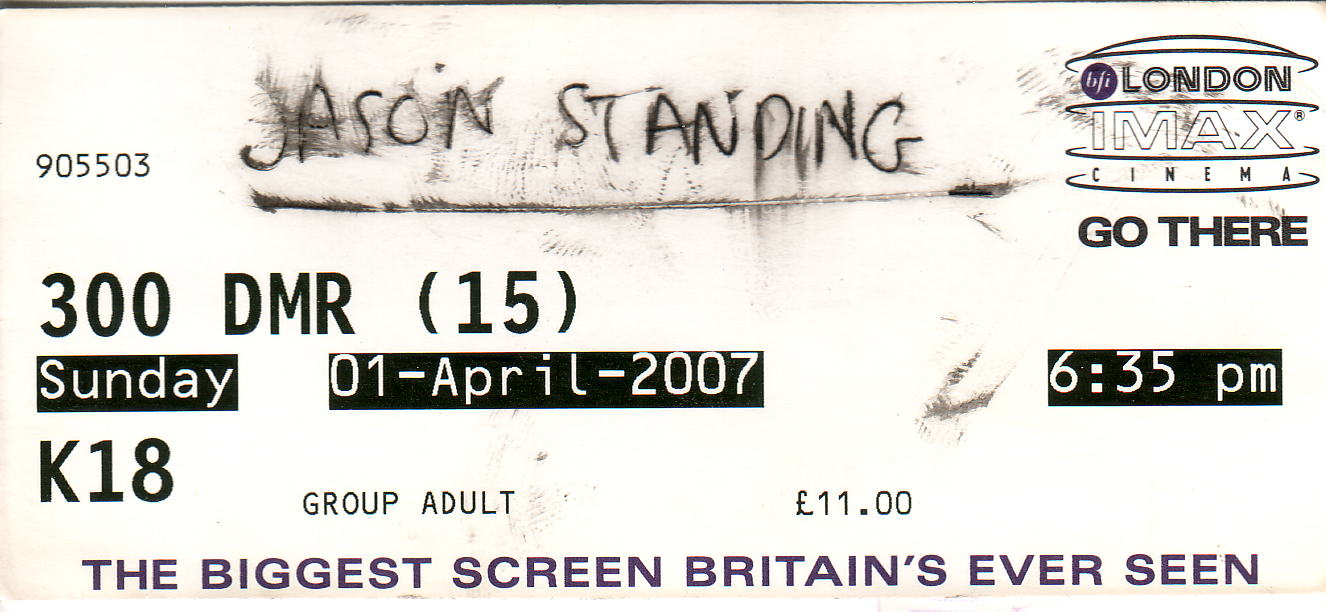 JASON STANDING
905503
bfi LONDON
IMAX®
CINEMA
GO THERE
300 DMR (15)
Sunday 01-April-2007 6:35 pm
K18
GROUP ADULT £11.00
THE BIGGEST SCREEN BRITAIN'S EVER SEEN